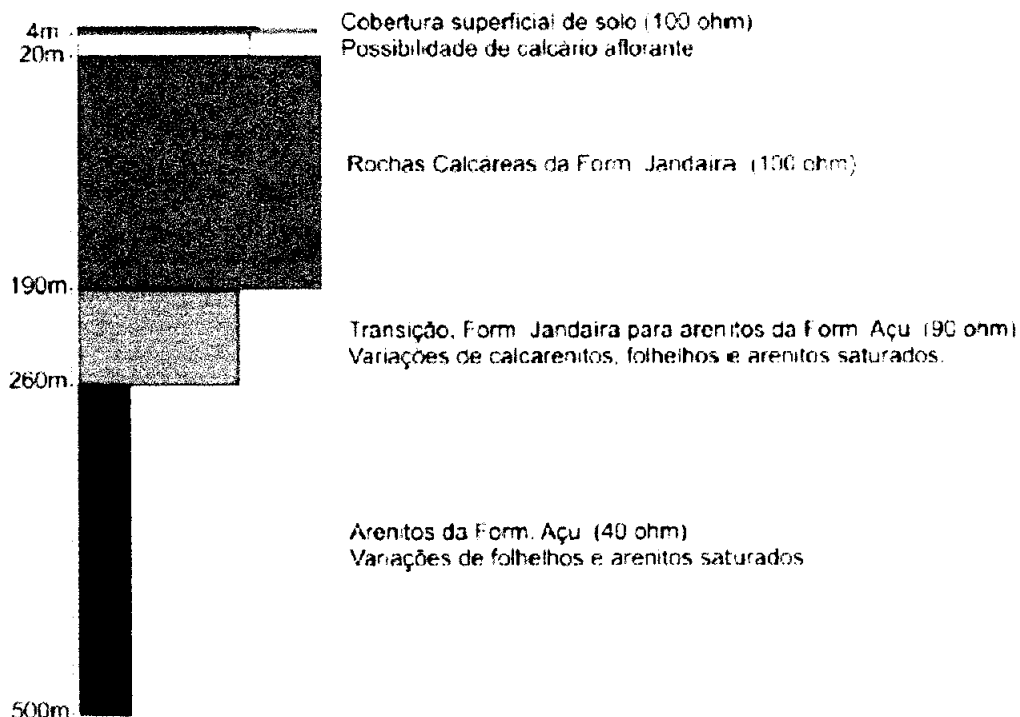 4m
Cobertura superficial de solo (100 ohm)
20m.
Possibilidade de calcário aflorante
Rochas Calcáreas da Form. Jandaira (100 ohm)
190m.
Transição, Form. Jandaira para arenitos da Form. Açu (90 ohm)
Variações de calcarenitos, folhelhos e arenitos saturados.
260m.
Arenitos da Form. Açu (40 ohm)
Variações de folhelhos e arenitos saturados
500m.